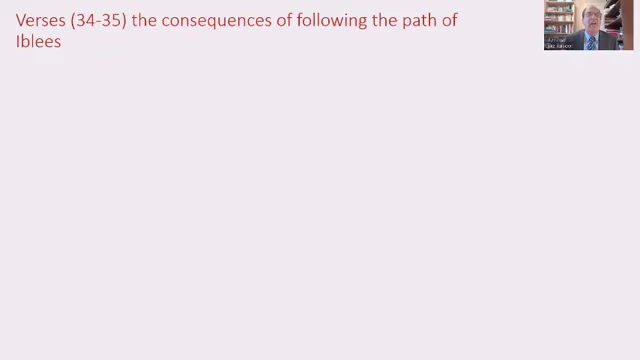 Verses (34-35) the consequences of following the path of
Iblees